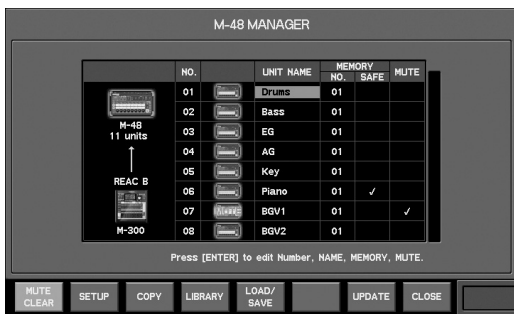 M-48 MANAGER
NO. UNIT NAME MEMORY NO. SAFE MUTE
01 Drums 01
02 Bass 01
03 EG 01
04 AG 01
05 Key 01
06 Piano 01 ✓
07 MUTE BGV1 01 ✓
08 BGV2 01
M-48
11 units
REAC B
M-300
Press [ENTER] to edit Number, NAME, MEMORY, MUTE.
MUTE CLEAR SETUP COPY LIBRARY LOAD/SAVE UPDATE CLOSE